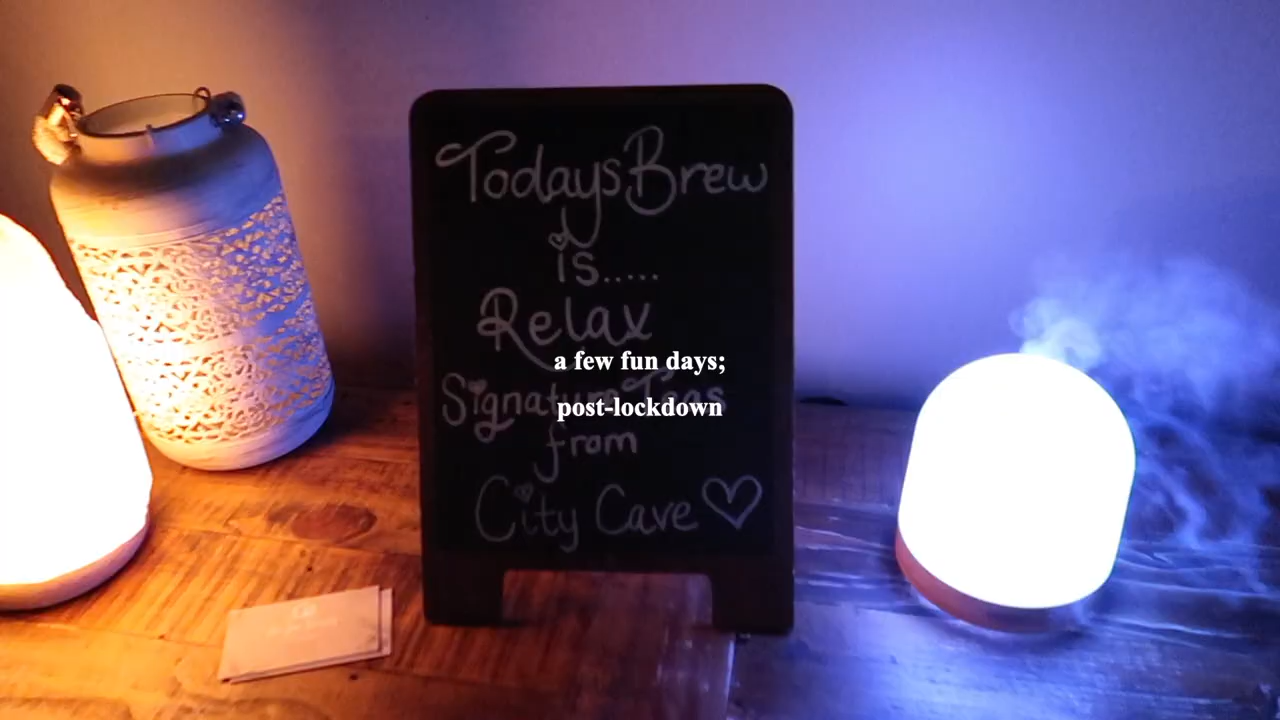 Todays Brew
is.....
Relax
a few fun days;
Signature Teas
post-lockdown
from
City Cave